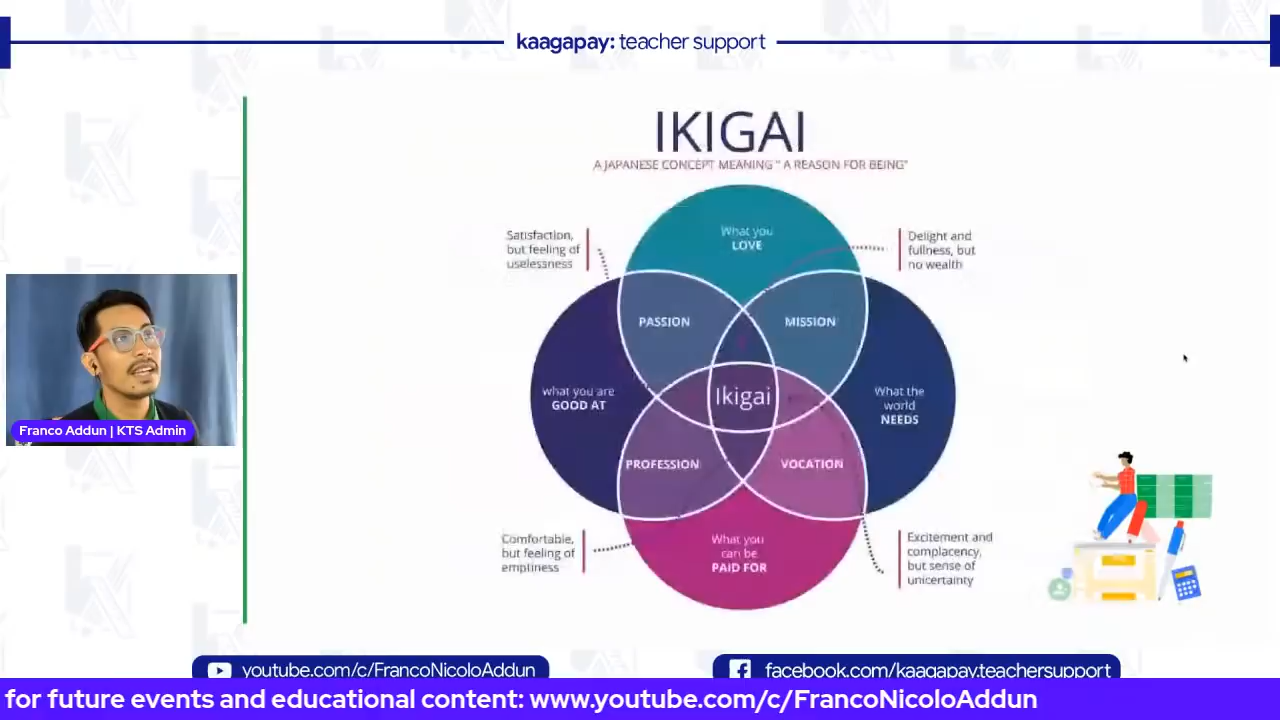 kaagapay: teacher support
IKIGAI
A JAPANESE CONCEPT MEANING " A REASON FOR BEING"
Satisfaction,
but feeling of
uselessness
What you
LOVE
Delight and
fullness, but
no wealth
PASSION
MISSION
what you are
GOOD AT
Ikigai
What the
world
NEEDS
PROFESSION
VOCATION
Comfortable,
but feeling of
emptiness
What you
can be
PAID FOR
Excitement and
complacency,
but sense of
unicertainty
Franco Addun | KTS Admin
youtube.com/c/FrancoNicoloAddun
facebook.com/kaagapay.teachersupport
for future events and educational content: www.youtube.com/c/FrancoNicoloAddun